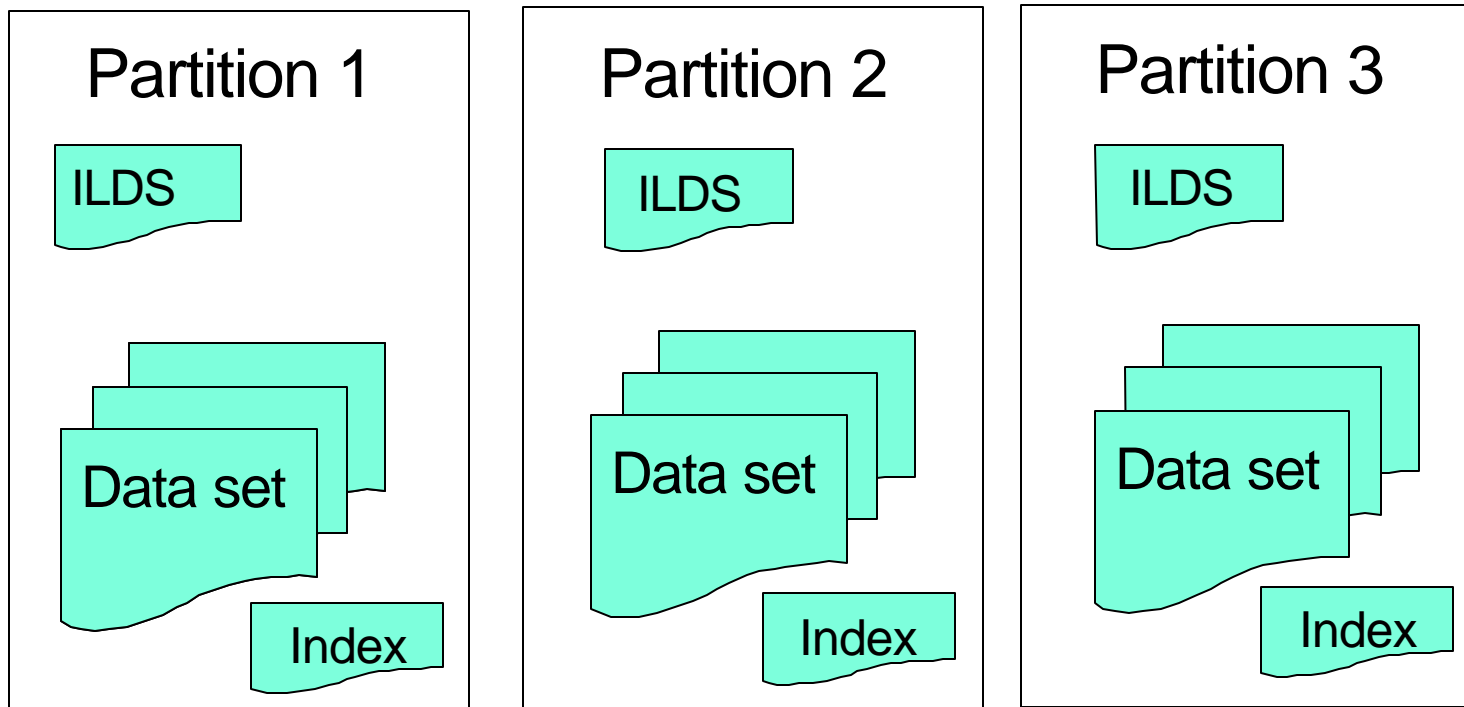 Partition 1
ILDS
Data set
Index
Partition 2
ILDS
Data set
Index
Partition 3
ILDS
Data set
Index